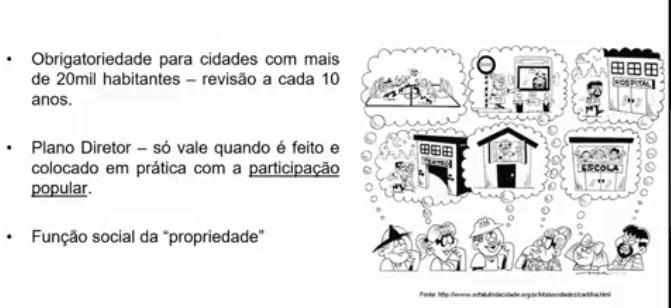 • Obrigatoriedade para cidades com mais
de 20mil habitantes – revisão a cada 10
anos.
• Plano Diretor – só vale quando é feito e
colocado em prática com a participação
popular.
• Função social da “propriedade”
HOSPITAL
TEATRO
ESCOLA
Fonte: http://www.